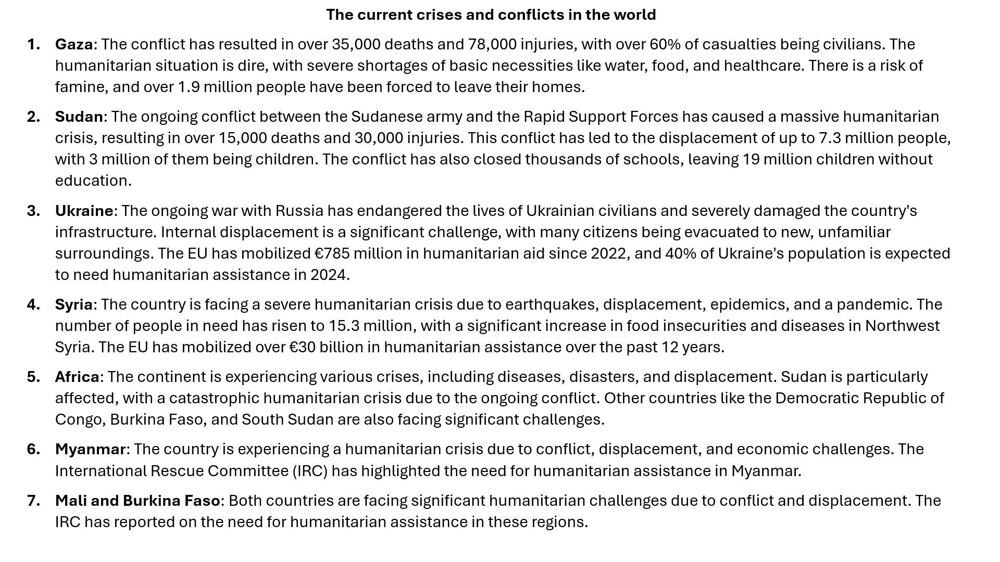 The current crises and conflicts in the world
1. Gaza: The conflict has resulted in over 35,000 deaths and 78,000 injuries, with over 60% of casualties being civilians. The
humanitarian situation is dire, with severe shortages of basic necessities like water, food, and healthcare. There is a risk of
famine, and over 1.9 million people have been forced to leave their homes.
2. Sudan: The ongoing conflict between the Sudanese army and the Rapid Support Forces has caused a massive humanitarian
crisis, resulting in over 15,000 deaths and 30,000 injuries. This conflict has led to the displacement of up to 7.3 million people,
with 3 million of them being children. The conflict has also closed thousands of schools, leaving 19 million children without
education.
3. Ukraine: The ongoing war with Russia has endangered the lives of Ukrainian civilians and severely damaged the country's
infrastructure. Internal displacement is a significant challenge, with many citizens being evacuated to new, unfamiliar
surroundings. The EU has mobilized €785 million in humanitarian aid since 2022, and 40% of Ukraine's population is expected
to need humanitarian assistance in 2024.
4. Syria: The country is facing a severe humanitarian crisis due to earthquakes, displacement, epidemics, and a pandemic. The
number of people in need has risen to 15.3 million, with a significant increase in food insecurities and diseases in Northwest
Syria. The EU has mobilized over €30 billion in humanitarian assistance over the past 12 years.
5. Africa: The continent is experiencing various crises, including diseases, disasters, and displacement. Sudan is particularly
affected, with a catastrophic humanitarian crisis due to the ongoing conflict. Other countries like the Democratic Republic of
Congo, Burkina Faso, and South Sudan are also facing significant challenges.
6. Myanmar: The country is experiencing a humanitarian crisis due to conflict, displacement, and economic challenges. The
International Rescue Committee (IRC) has highlighted the need for humanitarian assistance in Myanmar.
7. Mali and Burkina Faso: Both countries are facing significant humanitarian challenges due to conflict and displacement. The
IRC has reported on the need for humanitarian assistance in these regions.